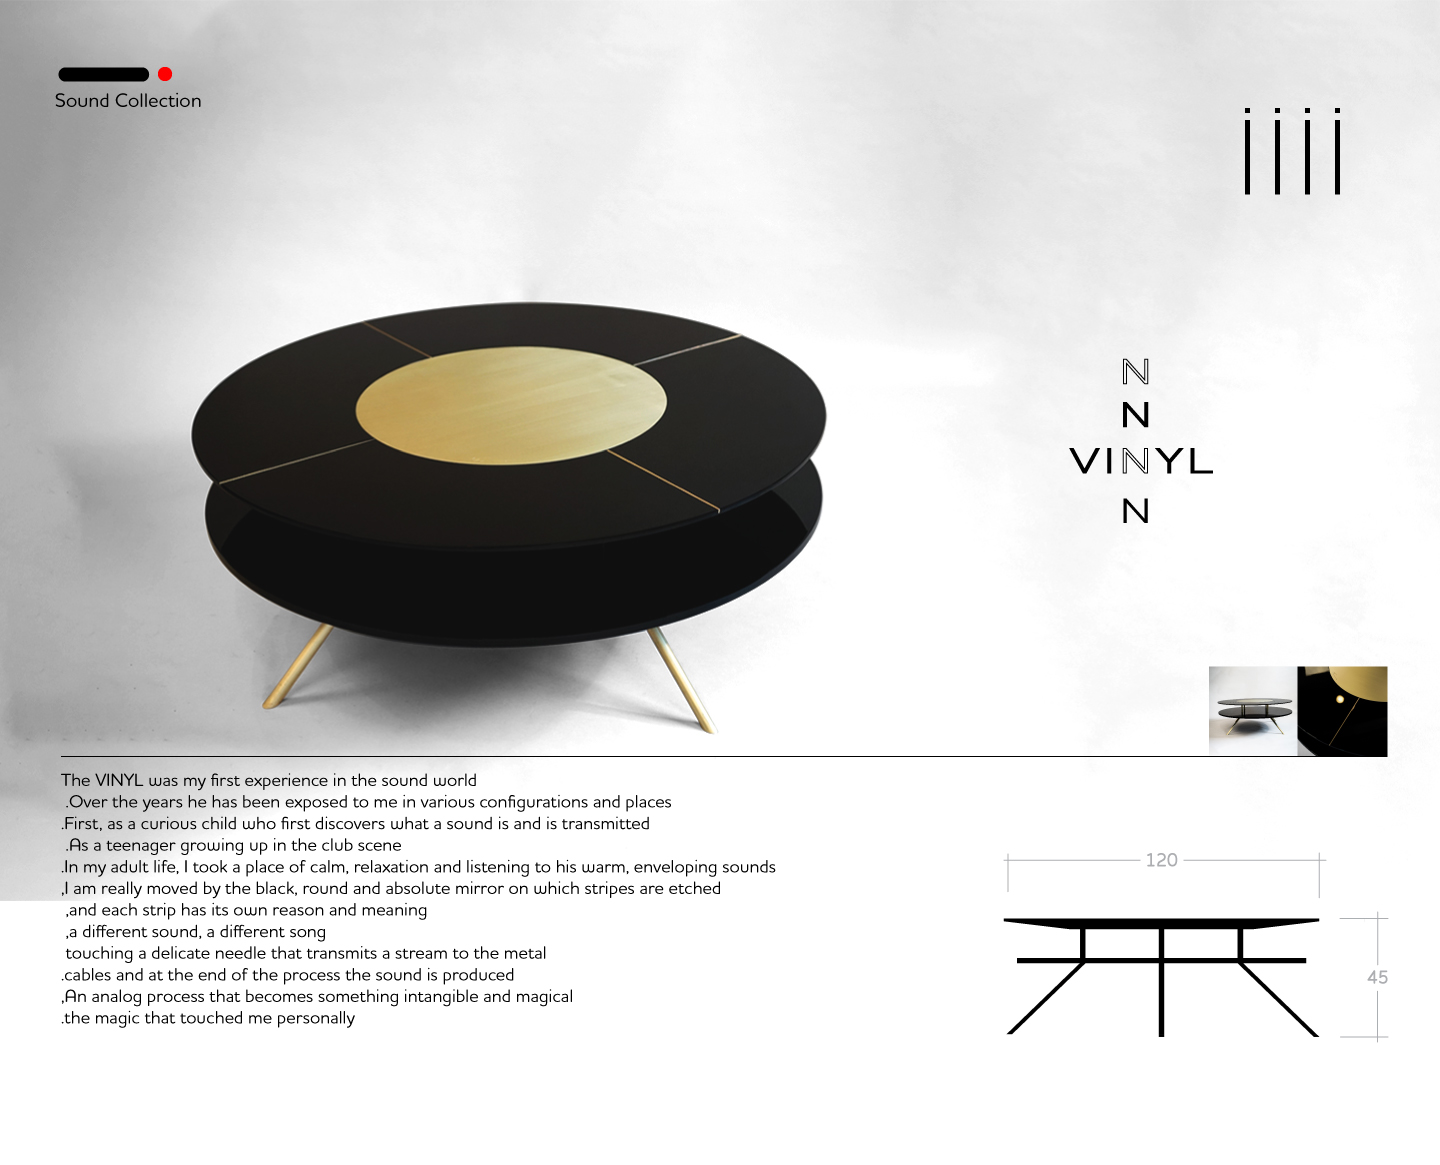 Sound Collection
iiii
N
N
VINYL
N
The VINYL was my first experience in the sound world
.Over the years he has been exposed to me in various configurations and places
.First, as a curious child who first discovers what a sound is and is transmitted
.As a teenager growing up in the club scene
.In my adult life, I took a place of calm, relaxation and listening to his warm, enveloping sounds
,I am really moved by the black, round and absolute mirror on which stripes are etched
,and each strip has its own reason and meaning
,a different sound, a different song
touching a delicate needle that transmits a stream to the metal
.cables and at the end of the process the sound is produced
,An analog process that becomes something intangible and magical
.the magic that touched me personally
120
45